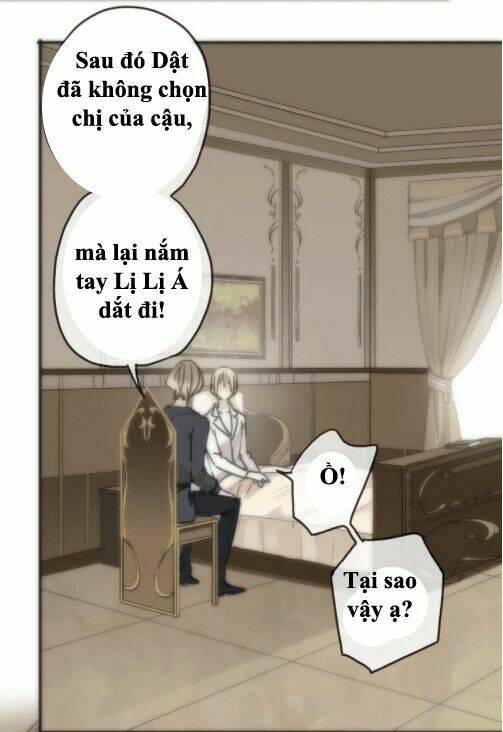 Sau đó Dật
đã không chọn
chị của cậu,
mà lại nắm
tay Lị Lị Á
dắt đi!
Ồ!
Tại sao
vậy ạ?